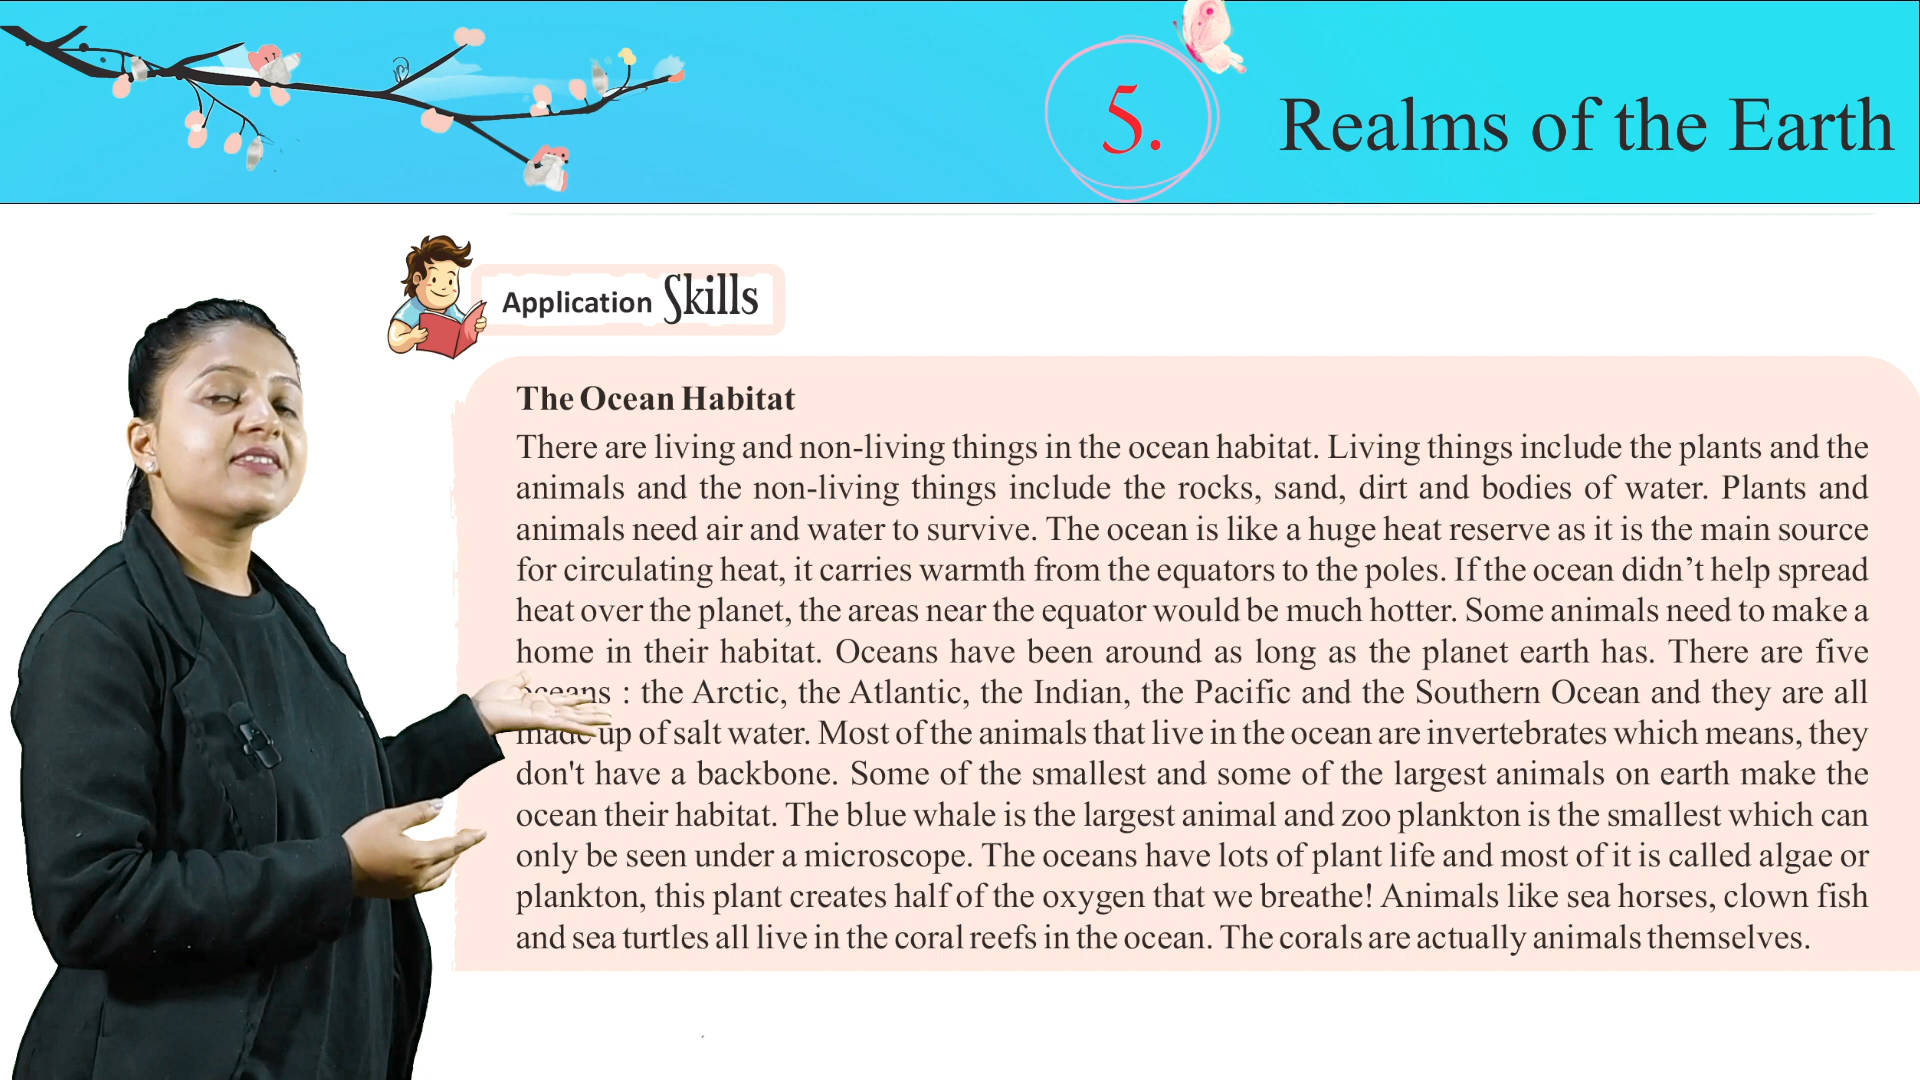 5.
Realms of the Earth
Application Skills
The Ocean Habitat
There are living and non-living things in the ocean habitat. Living things include the plants and the
animals and the non-living things include the rocks, sand, dirt and bodies of water. Plants and
animals need air and water to survive. The ocean is like a huge heat reserve as it is the main source
for circulating heat, it carries warmth from the equators to the poles. If the ocean didn’t help spread
heat over the planet, the areas near the equator would be much hotter. Some animals need to make a
home in their habitat. Oceans have been around as long as the planet earth has. There are five
oceans : the Arctic, the Atlantic, the Indian, the Pacific and the Southern Ocean and they are all
made up of salt water. Most of the animals that live in the ocean are invertebrates which means, they
don't have a backbone. Some of the smallest and some of the largest animals on earth make the
ocean their habitat. The blue whale is the largest animal and zoo plankton is the smallest which can
only be seen under a microscope. The oceans have lots of plant life and most of it is called algae or
plankton, this plant creates half of the oxygen that we breathe! Animals like sea horses, clown fish
and sea turtles all live in the coral reefs in the ocean. The corals are actually animals themselves.